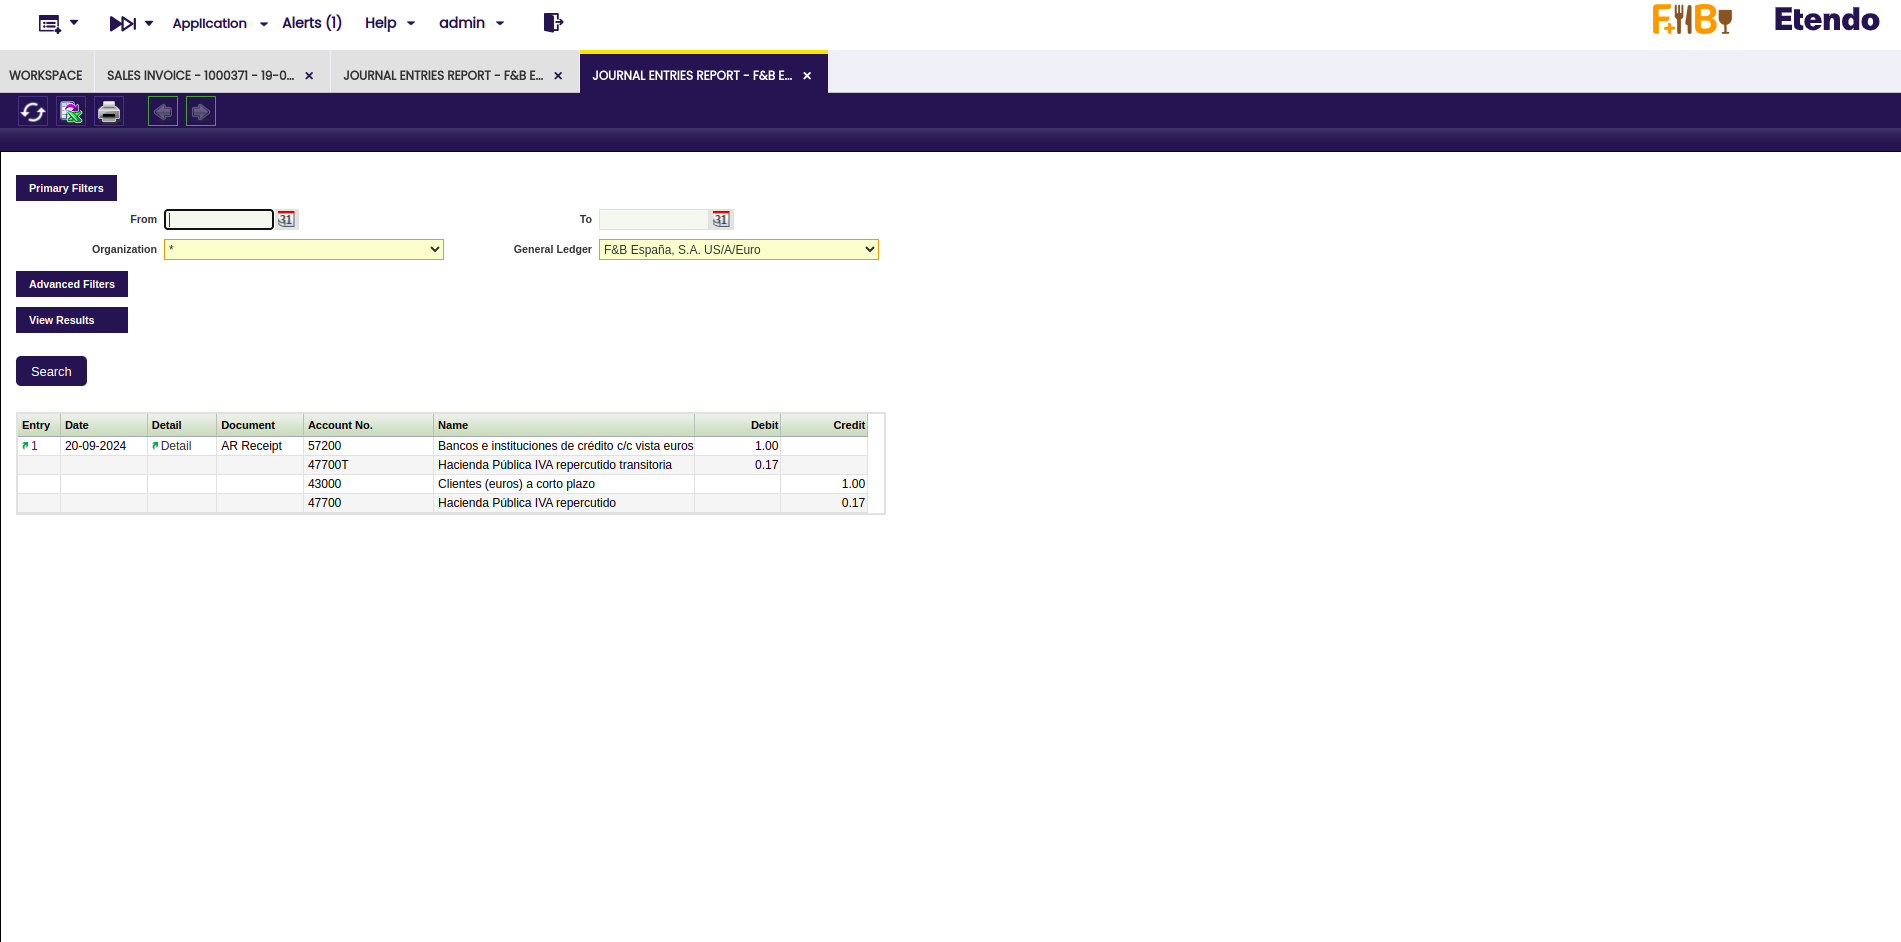 Application Alerts (1) Help admin F&B Etendo
WORKSPACE SALES INVOICE - 1000371 - 19-0... × JOURNAL ENTRIES REPORT - F&B E... × JOURNAL ENTRIES REPORT - F&B E... ×
Primary Filters
From 31 To 31
Organization * General Ledger F&B España, S.A. US/A/Euro
Advanced Filters
View Results
Search
Entry Date Detail Document Account No. Name Debit Credit
1 20-09-2024 Detail AR Receipt 57200 Bancos e instituciones de crédito c/c vista euros 1.00
47700T Hacienda Pública IVA repercutido transitoria 0.17
43000 Clientes (euros) a corto plazo 1.00
47700 Hacienda Pública IVA repercutido 0.17